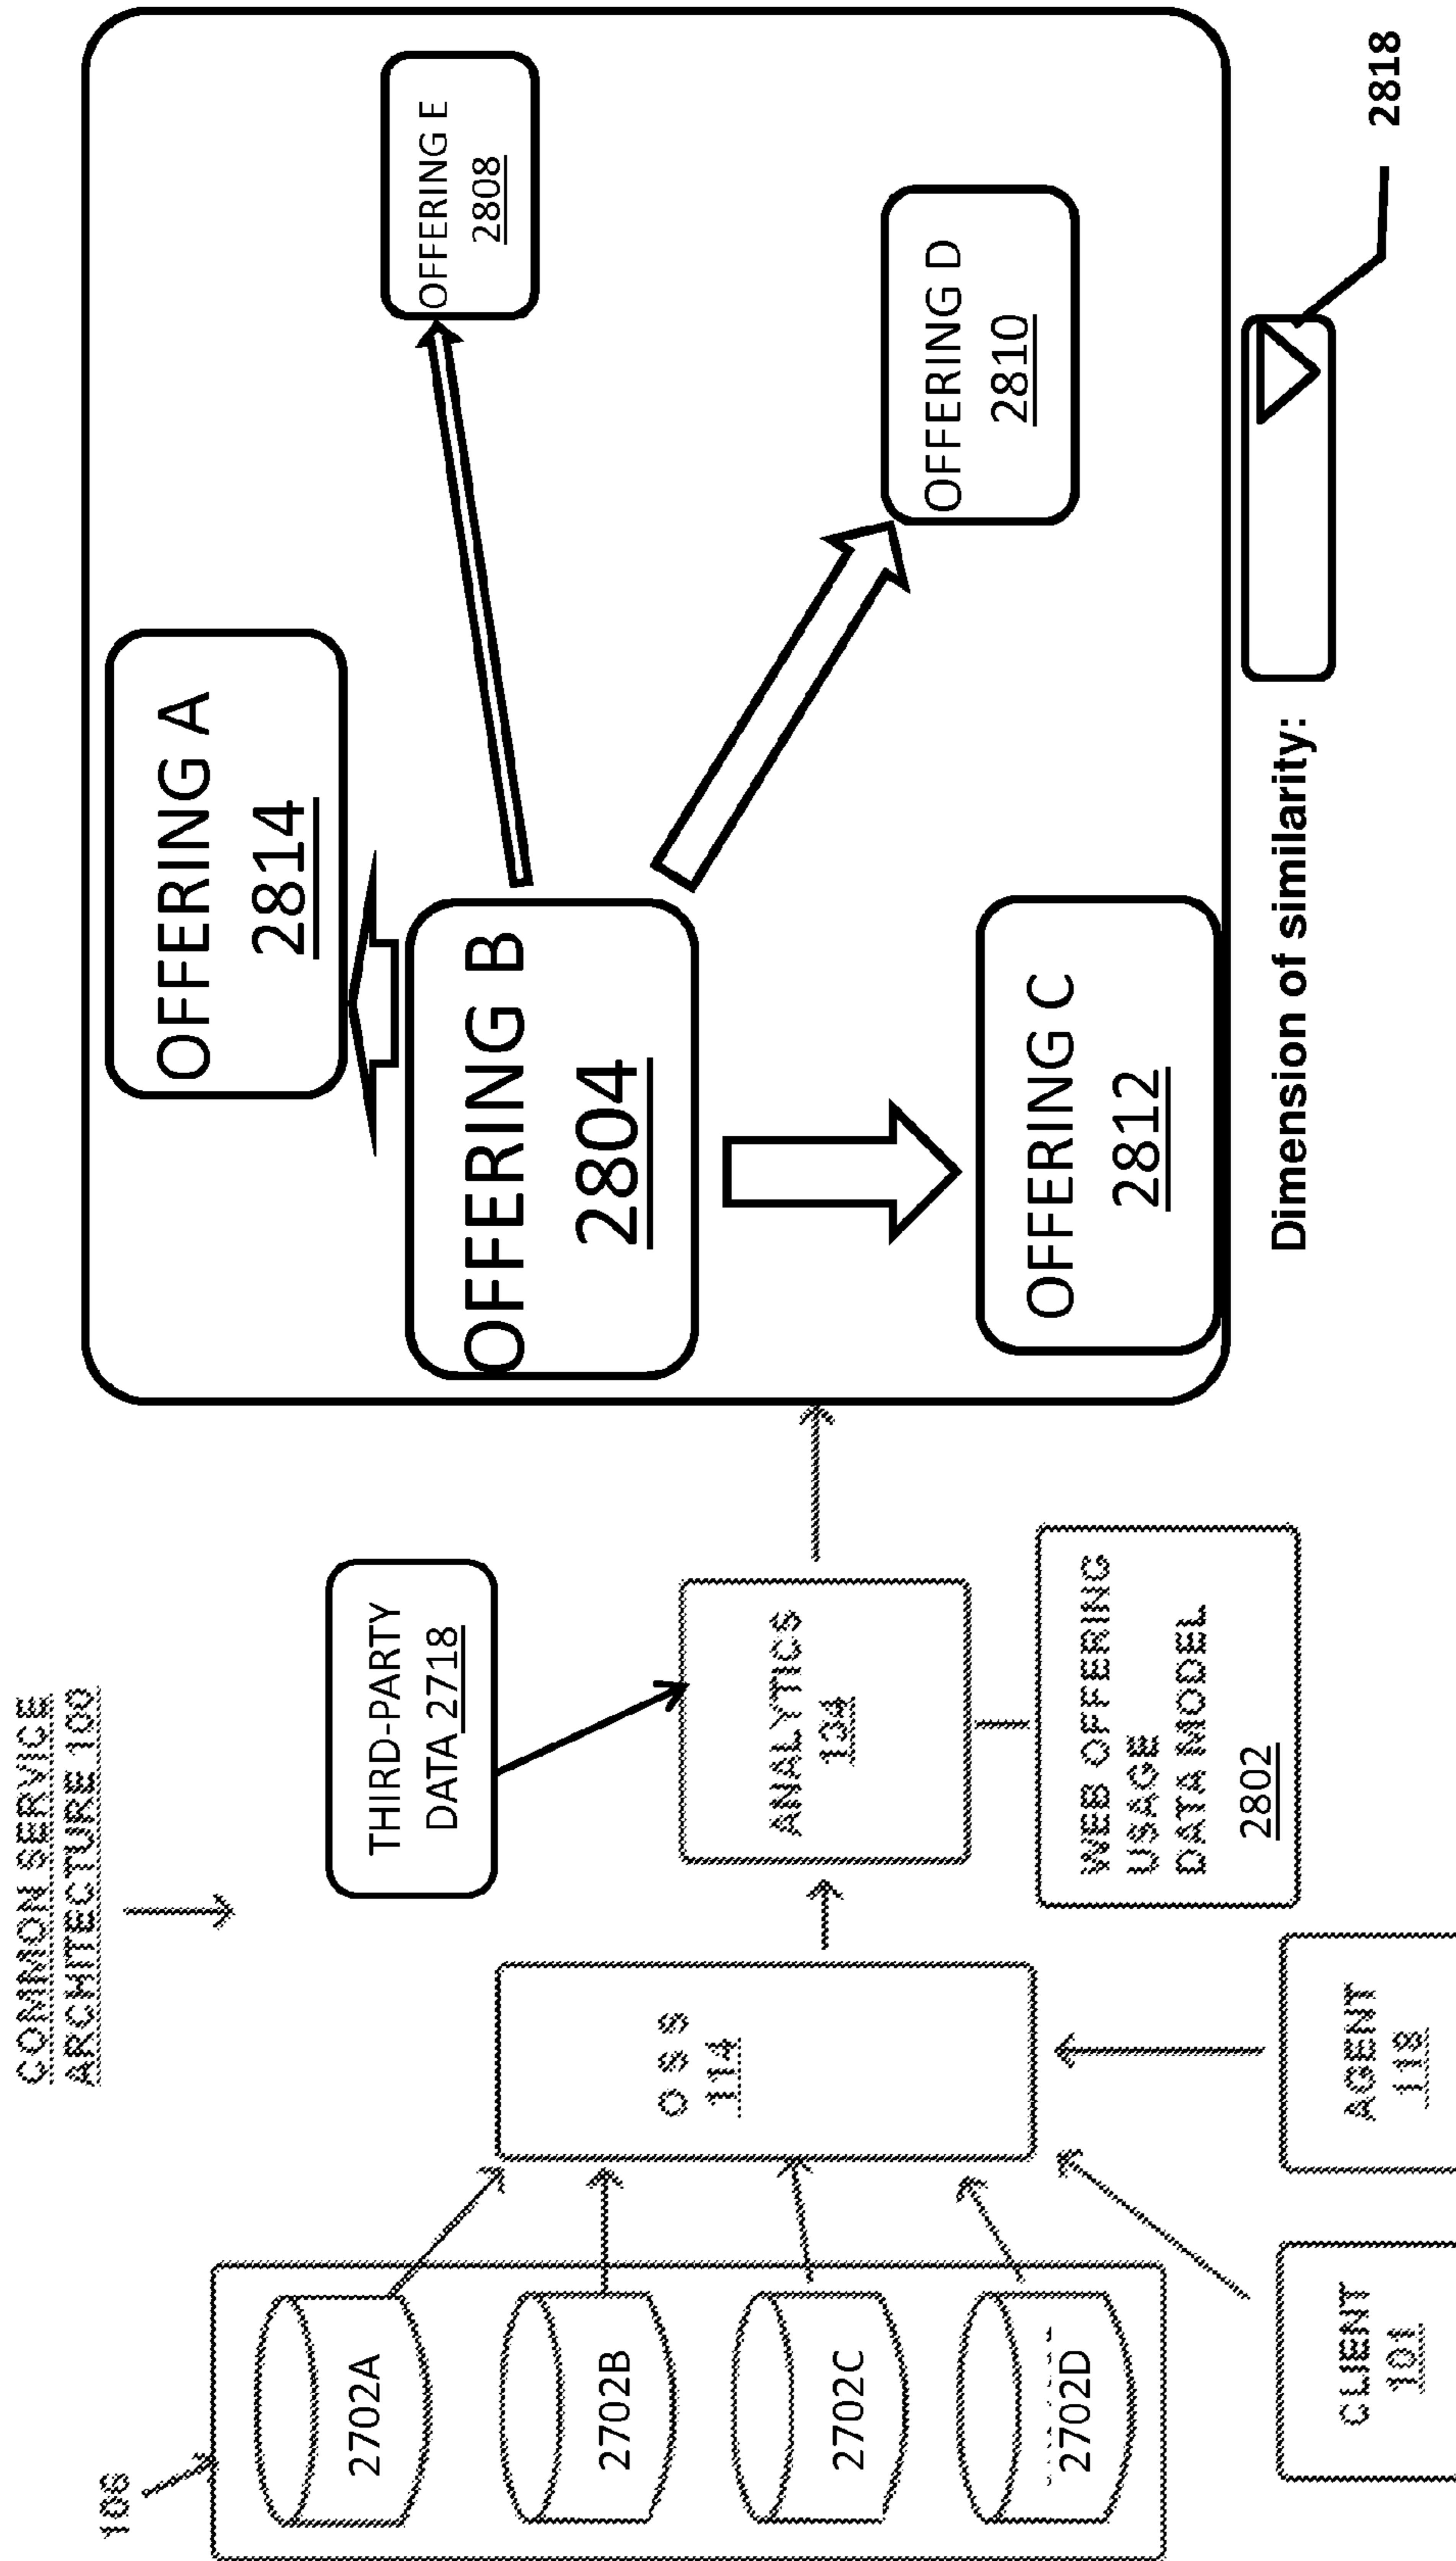 COMMON SERVICE
ARCHITECTURE 100
108
2702A
2702B
2702C
2702D
O S S
114
CLIENT
101
AGENT
118
THIRD-PARTY
DATA 2718
ANALYTICS
134
WEB OFFERING
USAGE
DATA MODEL
2802
OFFERING A
2814
OFFERING B
2804
OFFERING C
2812
OFFERING E
2808
OFFERING D
2810
Dimension of similarity:
2818